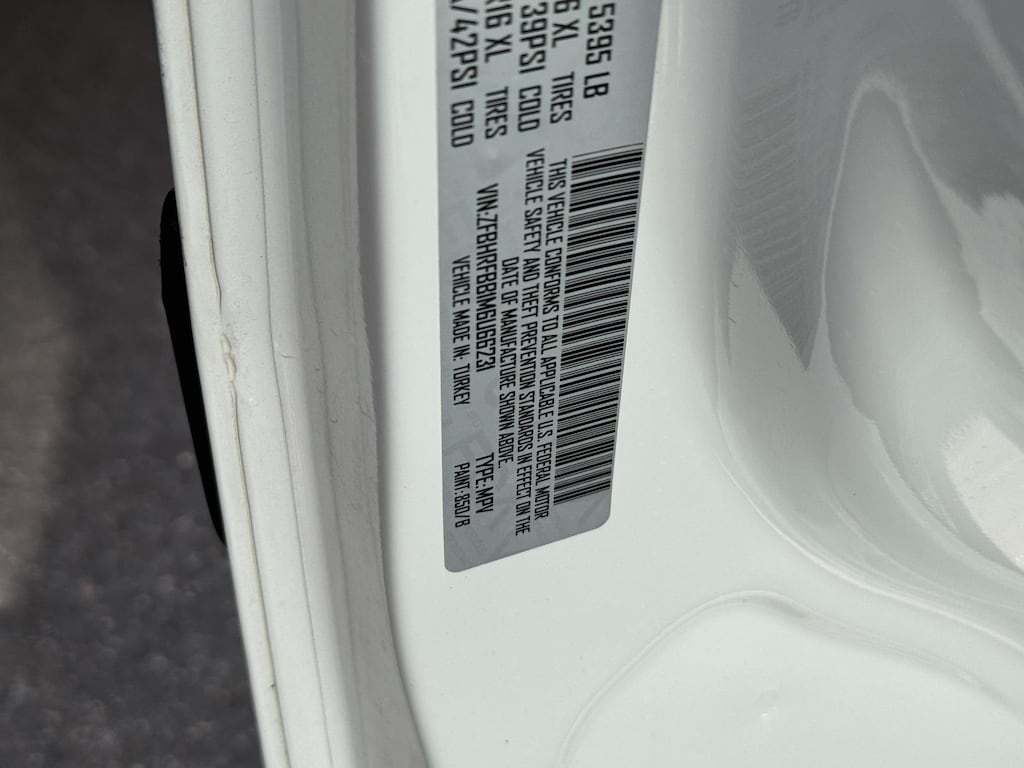 5395 LB
6 XL TIRES
39PSI COLD
R16 XL TIRES
/42PSI COLD
THIS VEHICLE CONFORMS TO ALL APPLICABLE U.S. FEDERAL MOTOR
VEHICLE SAFETY AND THEFT PREVENTION STANDARDS IN EFFECT ON THE
DATE OF MANUFACTURE SHOWN ABOVE.
VIN: ZFBHRFBB1M6U56231 TYPE: MPV
VEHICLE MADE IN: TURKEY PAINT: 950/B